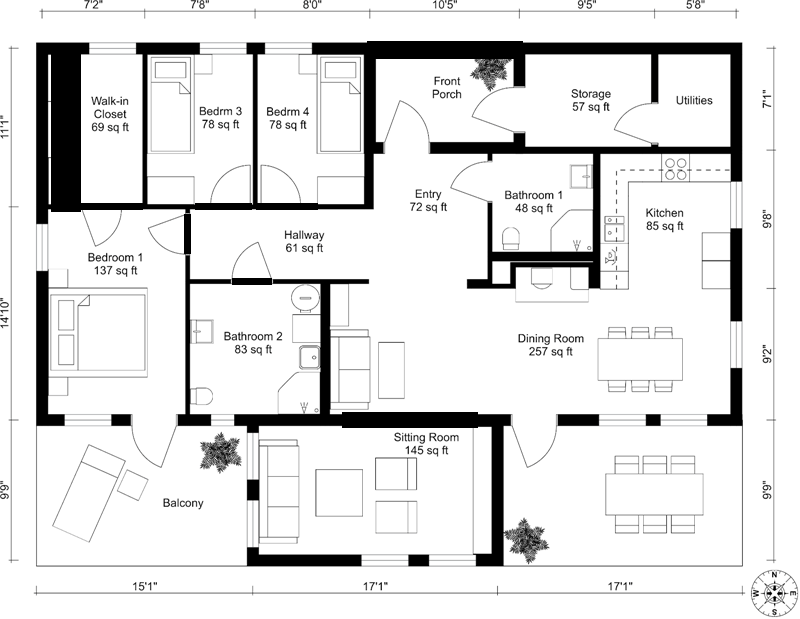 7'2"
7'8"
8'0"
10'5"
9'5"
5'8"
11'1"
Walk-in
Closet
69 sq ft
Bedrm 3
78 sq ft
Bedrm 4
78 sq ft
Front
Porch
Storage
57 sq ft
Utilities
7'1"
Entry
72 sq ft
Bathroom 1
48 sq ft
Kitchen
85 sq ft
9'8"
Hallway
61 sq ft
Bedroom 1
137 sq ft
14'10"
Bathroom 2
83 sq ft
Dining Room
257 sq ft
9'2"
Sitting Room
145 sq ft
Balcony
9'9"
9'9"
15'1"
17'1"
17'1"
N
W
E
S